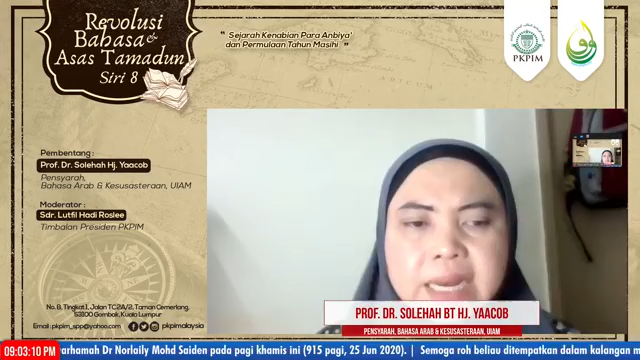 Revolusi
Bahasa &
Asas Tamadun
Siri 8
" Sejarah Kenabian Para Anbiya'
dan Permulaan Tahun Masihi "
PKPIM
Pembentang :
Prof. Dr. Solehah Hj. Yaacob
Pensyarah,
Bahasa Arab & Kesusasteraan, UIAM
Moderator :
Sdr. Lutfil Hadi Roslee
Timbalan Presiden PKPIM
No. 8, Tingkat 1, Jalan TC2A/2, Taman Cemerlang,
53100 Gombak, Kuala Lumpur
Email : pkpim_spp@yahoo.com
pkpimalaysia
PROF. DR. SOLEHAH BT HJ. YAACOB
PENSYARAH, BAHASA ARAB & KESUSASTERAAN, UIAM
09:03:10 PM
arhamah Dr Norlaily Mohd Saiden pada pagi khamis ini (915 pagi, 25 Jun 2020). | Semoga roh beliau ditempatkan dalam kalangan